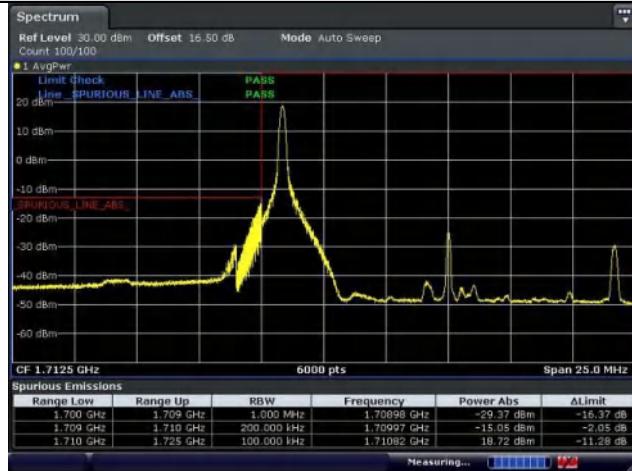 Spectrum
Ref Level 30.00 dBm Offset 16.50 dB Mode Auto Sweep
Count 100/100
1 AvgPwr
Limit Check PASS
Line _SPURIOUS_LINE_ABS_ PASS
20 dBm
10 dBm
0 dBm
-10 dBm
_SPURIOUS_LINE_ABS_
-20 dBm
-30 dBm
-40 dBm
-50 dBm
-60 dBm
CF 1.7125 GHz 6000 pts Span 25.0 MHz
Spurious Emissions
Range Low Range Up RBW Frequency Power Abs ΔLimit
1.700 GHz 1.709 GHz 1.000 MHz 1.70898 GHz -29.37 dBm -16.37 dB
1.709 GHz 1.710 GHz 200.000 kHz 1.70997 GHz -15.05 dBm -2.05 dB
1.710 GHz 1.725 GHz 100.000 kHz 1.71082 GHz 18.72 dBm -11.28 dB
Measuring...